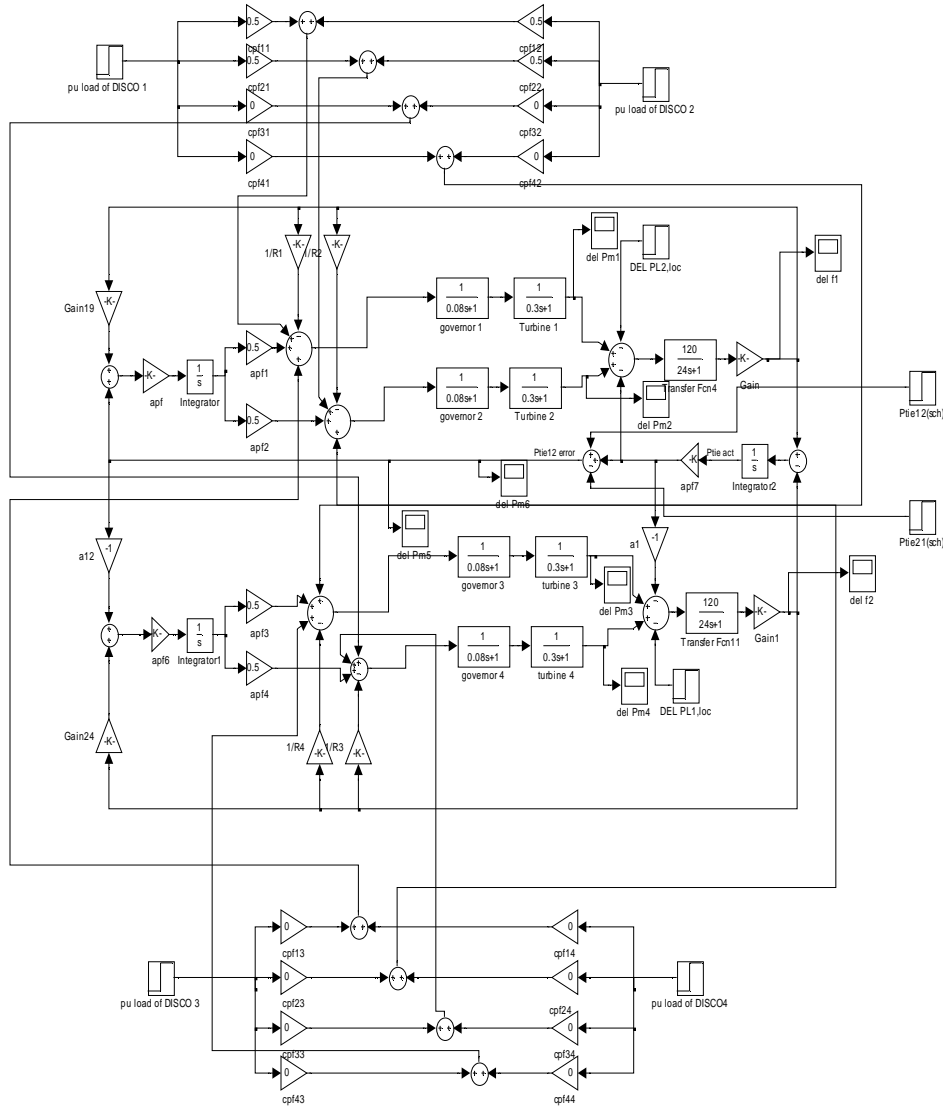 0.5
0.5
cpf11
cpf12
0.5
0.5
pu load of DISCO 1
cpf21
cpf22
pu load of DISCO 2
0
0
cpf31
cpf32
0
0
cpf41
cpf42
-K-
-K-
1/R1
1/R2
del Pm1
DEL PL2,loc
del f1
-K-
Gain19
1
0.08s+1
governor 1
1
0.3s+1
Turbine 1
-K-
apf
1
s
Integrator
0.5
apf1
120
24s+1
Transfer Fcn4
-K-
Gain
0.5
apf2
1
0.08s+1
governor 2
1
0.3s+1
Turbine 2
del Pm2
Ptie12(sch)
Ptie12 error
-K
apf7
Ptie act
1
s
Integrator2
del Pm6
del Pm5
Ptie21(sch)
-1
a12
-1
a1
1
0.08s+1
governor 3
1
0.3s+1
turbine 3
del Pm3
del f2
K-
apf6
1
s
Integrator1
0.5
apf3
120
24s+1
Transfer Fcn11
-K-
Gain1
0.5
apf4
1
0.08s+1
governor 4
1
0.3s+1
turbine 4
del Pm4
DEL PL1,loc
-K-
Gain24
1/R4
-K-
1/R3
-K-
0
0
cpf13
cpf14
0
0
pu load of DISCO 3
cpf23
cpf24
pu load of DISCO4
0
0
cpf33
cpf34
0
0
cpf43
cpf44